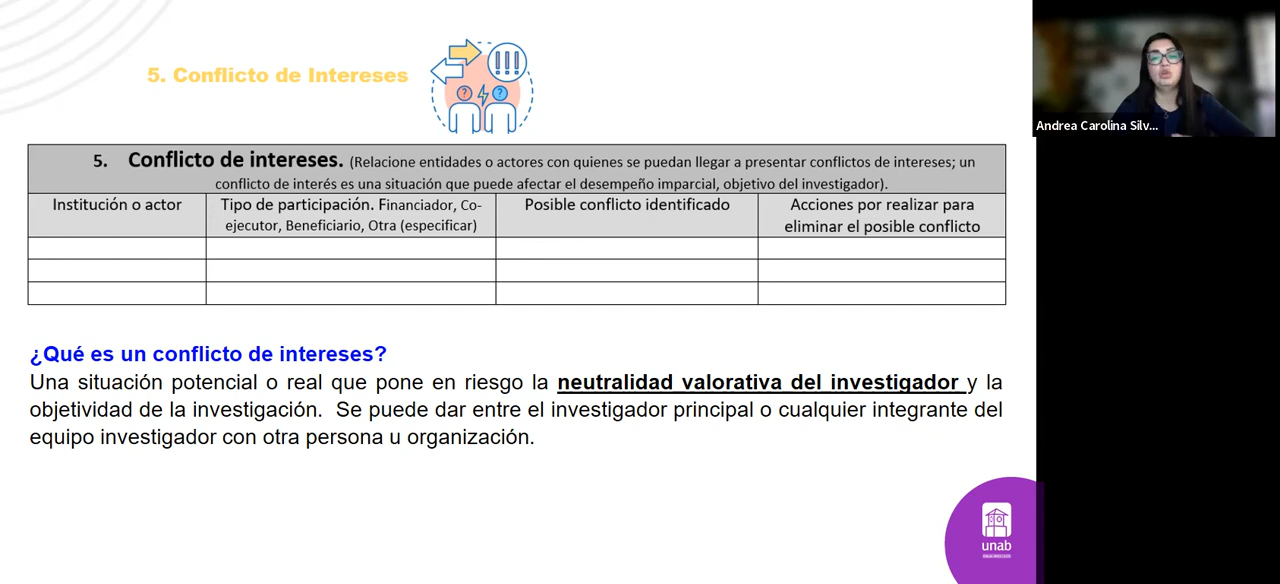 5. Conflicto de Intereses
!!!
? ?
Andrea Carolina Silv...
5. Conflicto de intereses. (Relacione entidades o actores con quienes se puedan llegar a presentar conflictos de intereses; un
conflicto de interés es una situación que puede afectar el desempeño imparcial, objetivo del investigador).
Institución o actor
Tipo de participación. Financiador, Co-
ejecutor, Beneficiario, Otra (especificar)
Posible conflicto identificado
Acciones por realizar para
eliminar el posible conflicto
¿Qué es un conflicto de intereses?
Una situación potencial o real que pone en riesgo la neutralidad valorativa del investigador y la
objetividad de la investigación. Se puede dar entre el investigador principal o cualquier integrante del
equipo investigador con otra persona u organización.
unab